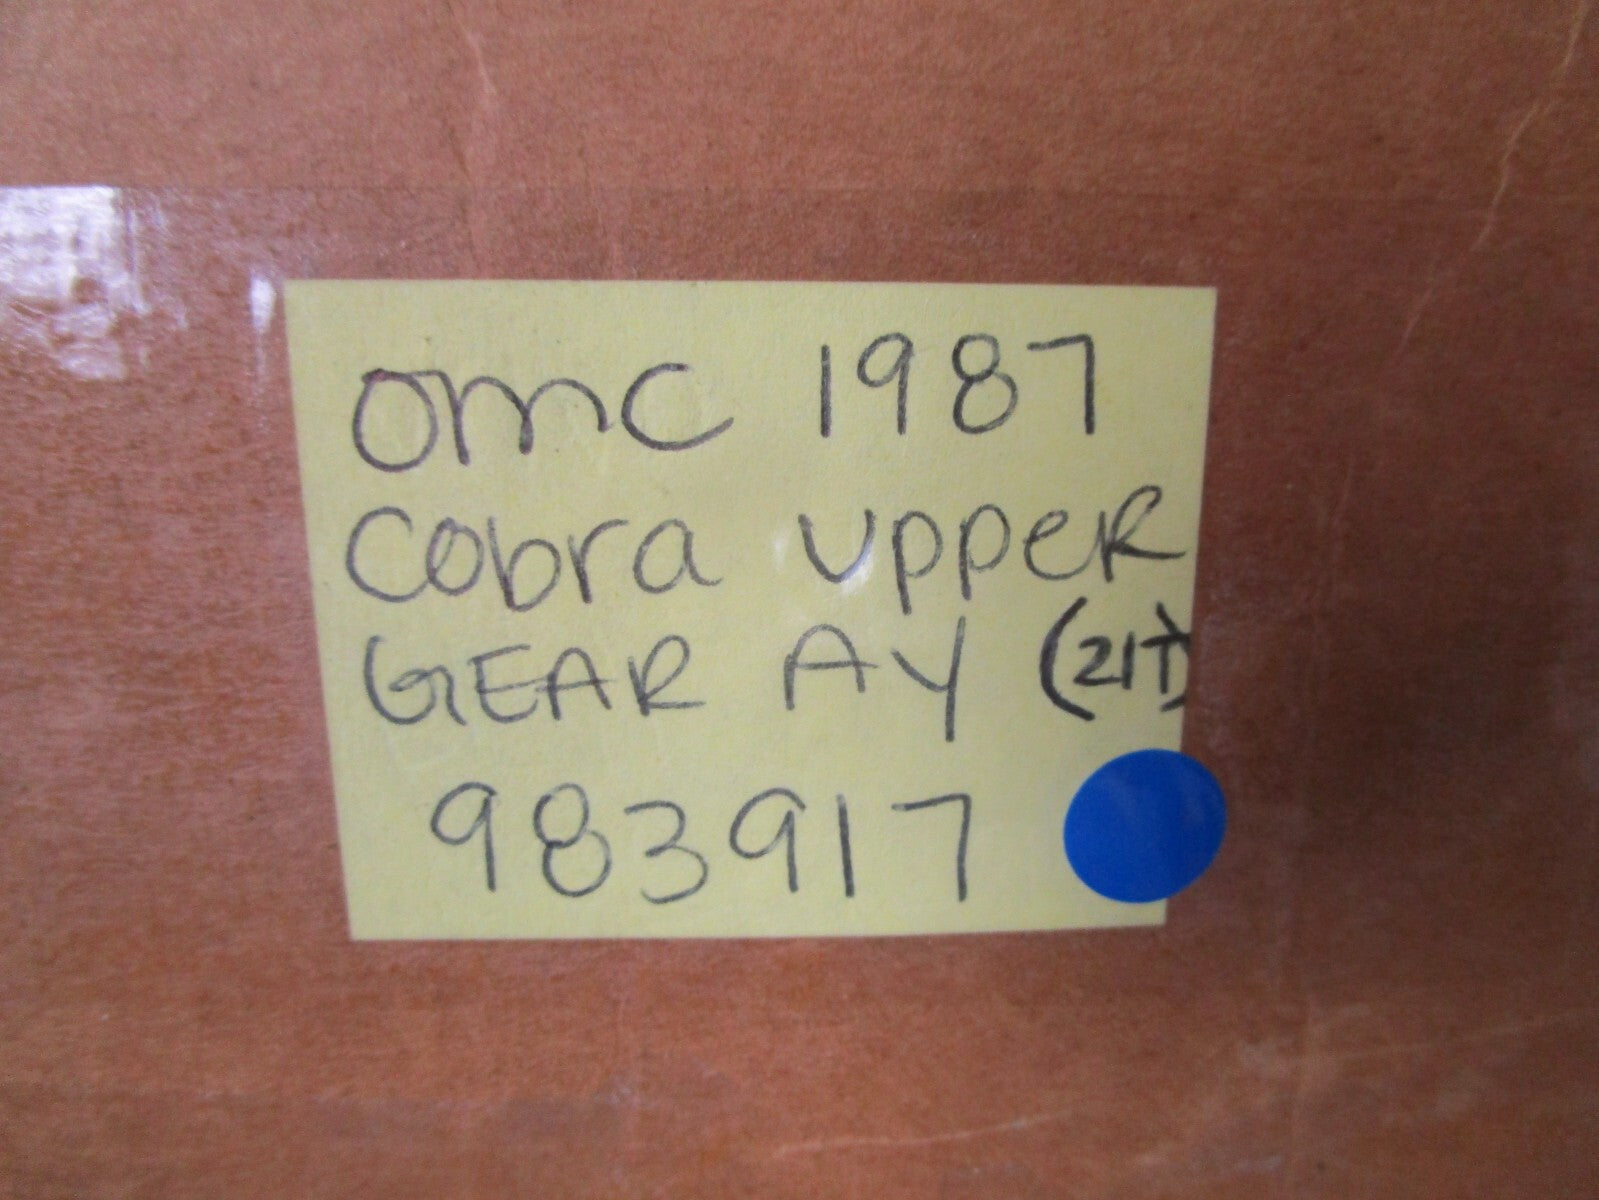 omc 1987
Cobra upper
GEAR AY (21T)
983917